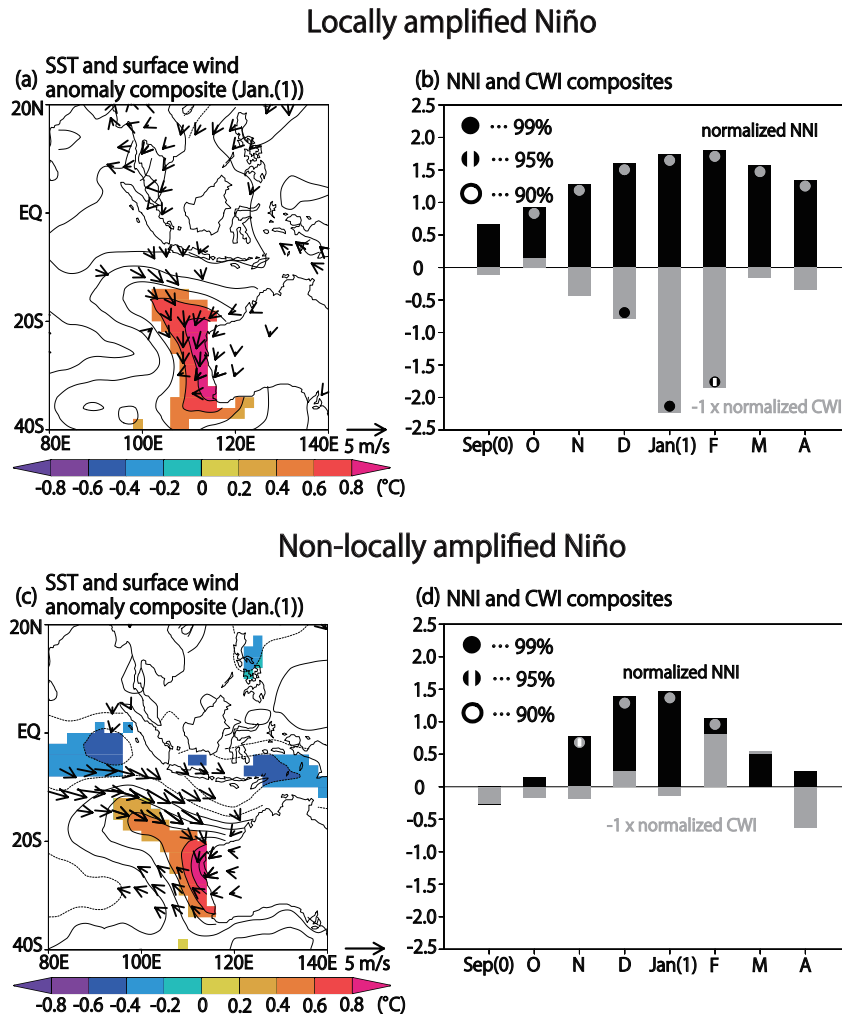 Locally amplified Niño
(a) SST and surface wind
anomaly composite (Jan.(1))
20N
EQ
20S
40S
80E 100E 120E 140E 5 m/s
-0.8 -0.6 -0.4 -0.2 0 0.2 0.4 0.6 0.8 (°C)
(b) NNI and CWI composites
2.5
2.0
1.5
1.0
0.5
0
-0.5
-1.0
-1.5
-2.0
-2.5
··· 99%
··· 95%
··· 90%
normalized NNI
-1 x normalized CWI
Sep(0) O N D Jan(1) F M A
Non-locally amplified Niño
(c) SST and surface wind
anomaly composite (Jan.(1))
20N
EQ
20S
40S
80E 100E 120E 140E 5 m/s
-0.8 -0.6 -0.4 -0.2 0 0.2 0.4 0.6 0.8 (°C)
(d) NNI and CWI composites
2.5
2.0
1.5
1.0
0.5
0
-0.5
-1.0
-1.5
-2.0
-2.5
··· 99%
··· 95%
··· 90%
normalized NNI
-1 x normalized CWI
Sep(0) O N D Jan(1) F M A